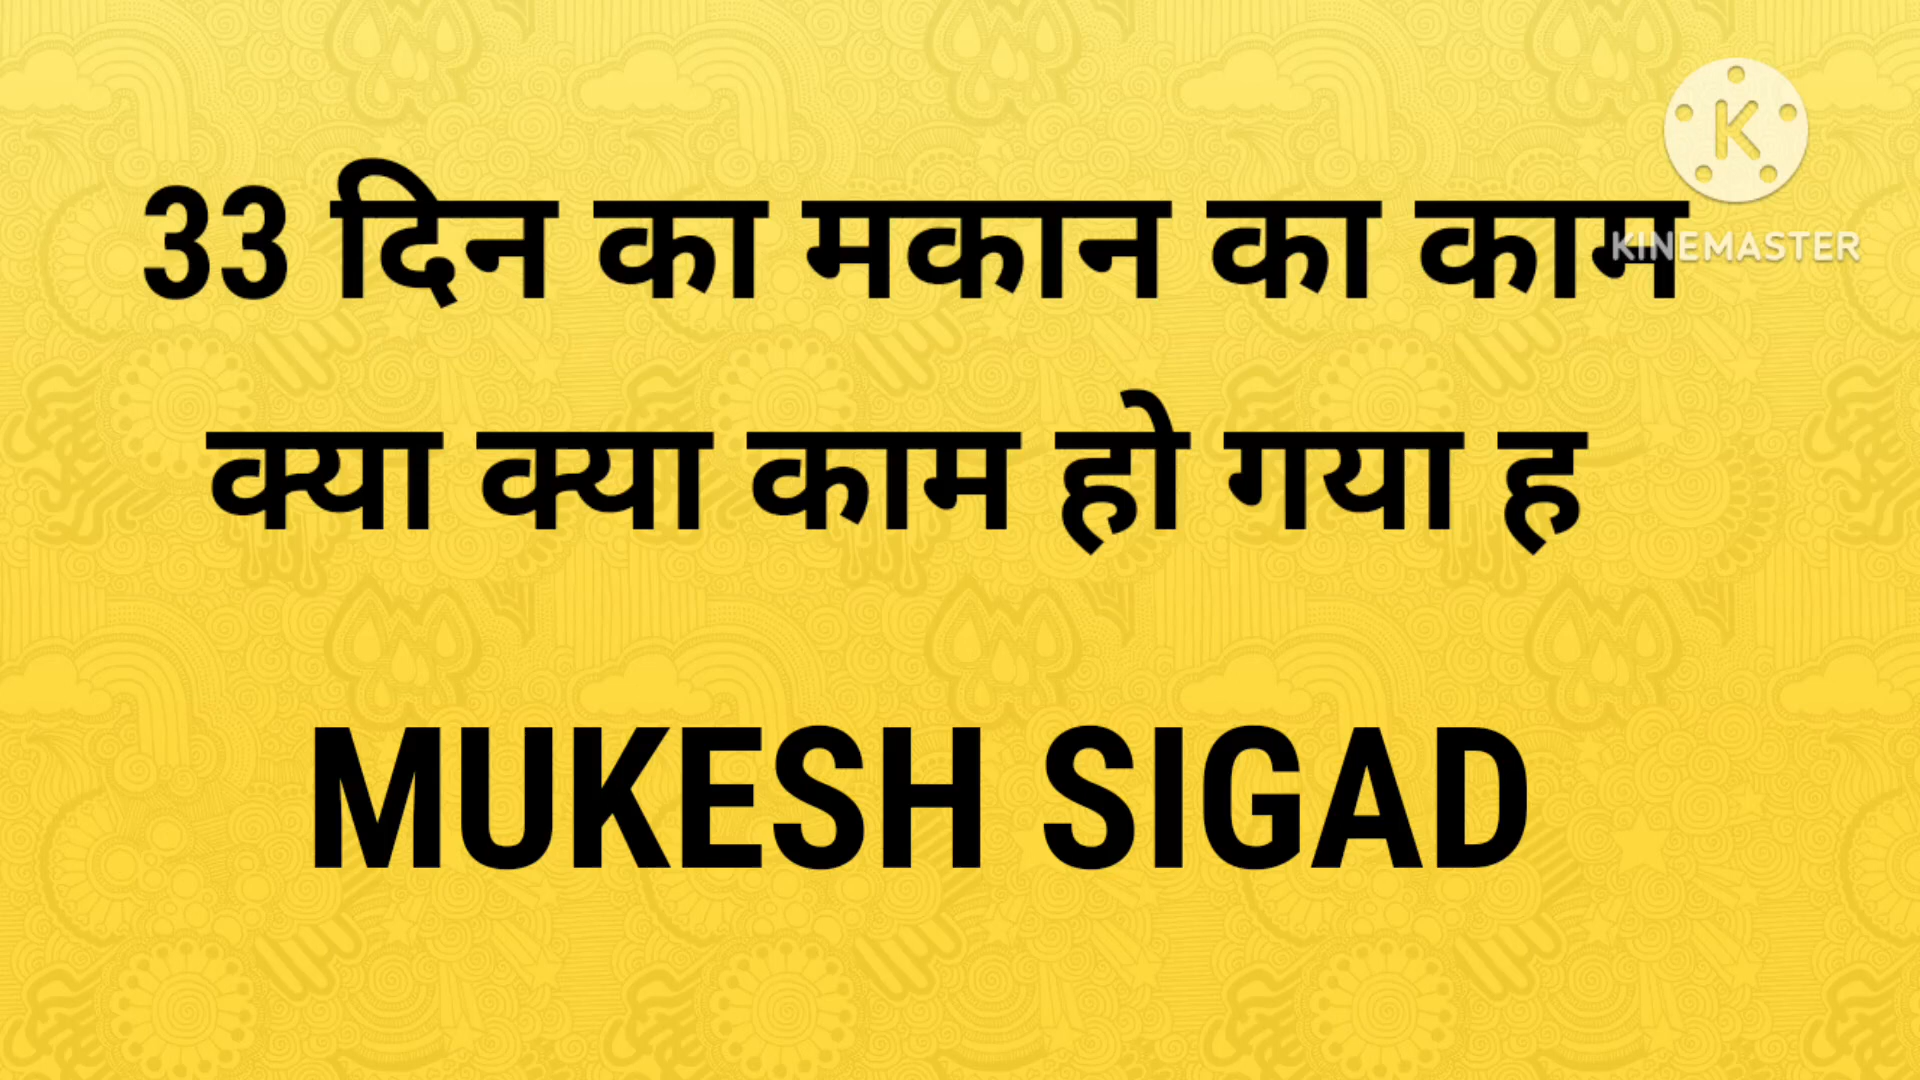 33 दिन का मकान का काम
KINEMASTER
क्या क्या काम हो गया ह
MUKESH SIGAD